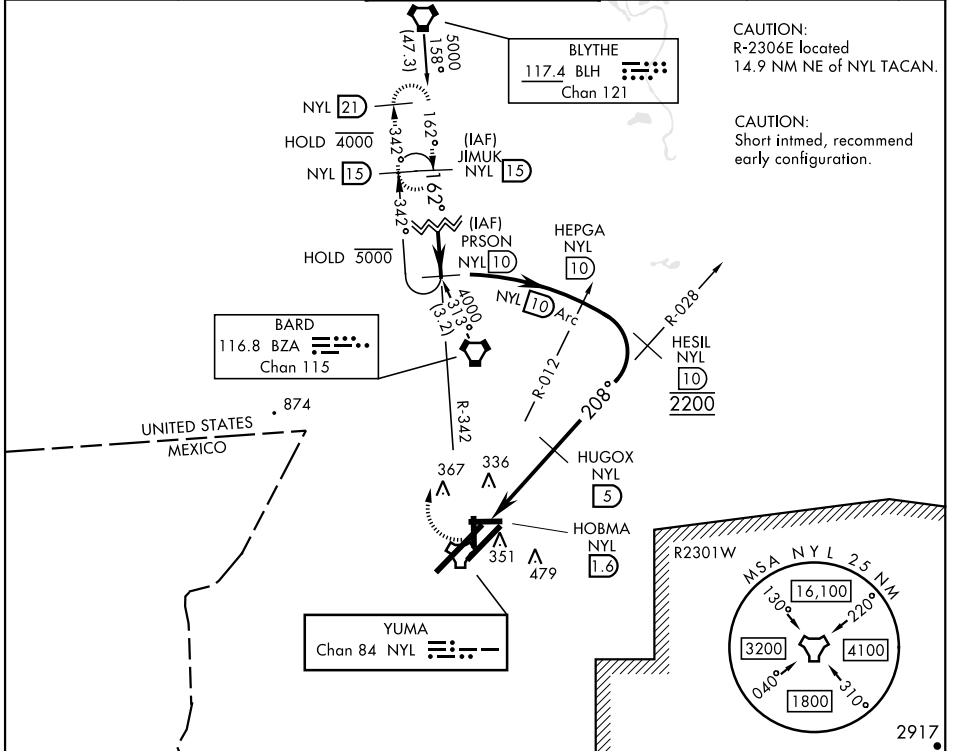 5000
158°
(47.3)
BLYTHE
117.4 BLH
Chan 121
CAUTION:
R-2306E located
14.9 NM NE of NYL TACAN.
CAUTION:
Short intmed, recommend
early configuration.
NYL 21
HOLD 4000
342°
162°
NYL 15
(IAF)
JIMUK
NYL 15
162°
342°
HOLD 5000
(IAF)
PRSON
NYL 10
HEPGA
NYL
10
NYL 10 Arc
4000
313°
(3.2)
R-028
HESIL
NYL
10
2200
BARD
116.8 BZA
Chan 115
R-012
208°
R-342
874
UNITED STATES
MEXICO
HUGOX
NYL
5
367
336
HOBMA
NYL
1.6
351
479
YUMA
Chan 84 NYL
R2301W
MSA NYL 25 NM
16,100
130°
220°
3200
4100
040°
310°
1800
2917